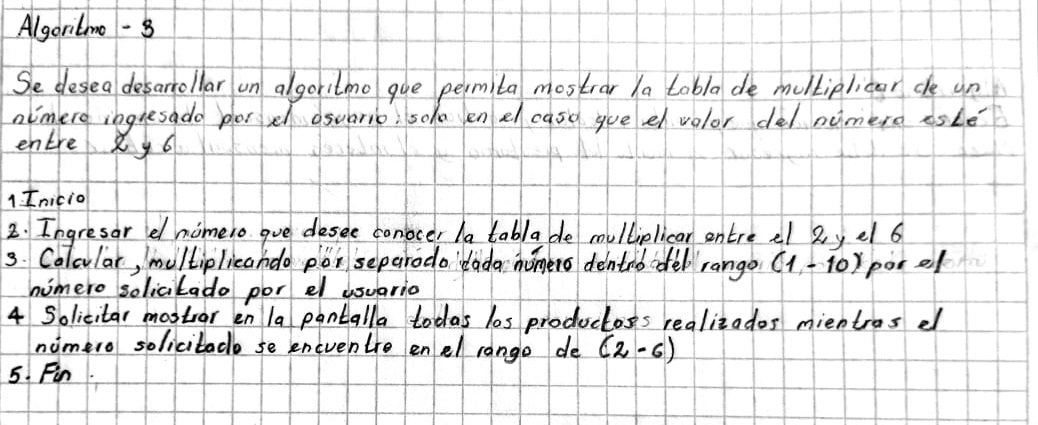 Algoritmo - 3
Se desea desarrollar un algoritmo que permita mostrar la tabla de multiplicar de un
número ingresado por el usuario: solo en el caso que el valor del número esté
entre 2 y 6
1 Inicio
2. Ingresar el número que desee conocer la tabla de multiplicar entre el 2 y el 6
3. Calcular, multiplicando por separado cada número dentro del rango (1 - 10) por el
número solicitado por el usuario
4 Solicitar mostrar en la pantalla todas los productos realizados mientras el
número solicitado se encuentre en el rango de (2-6)
5. Fin.